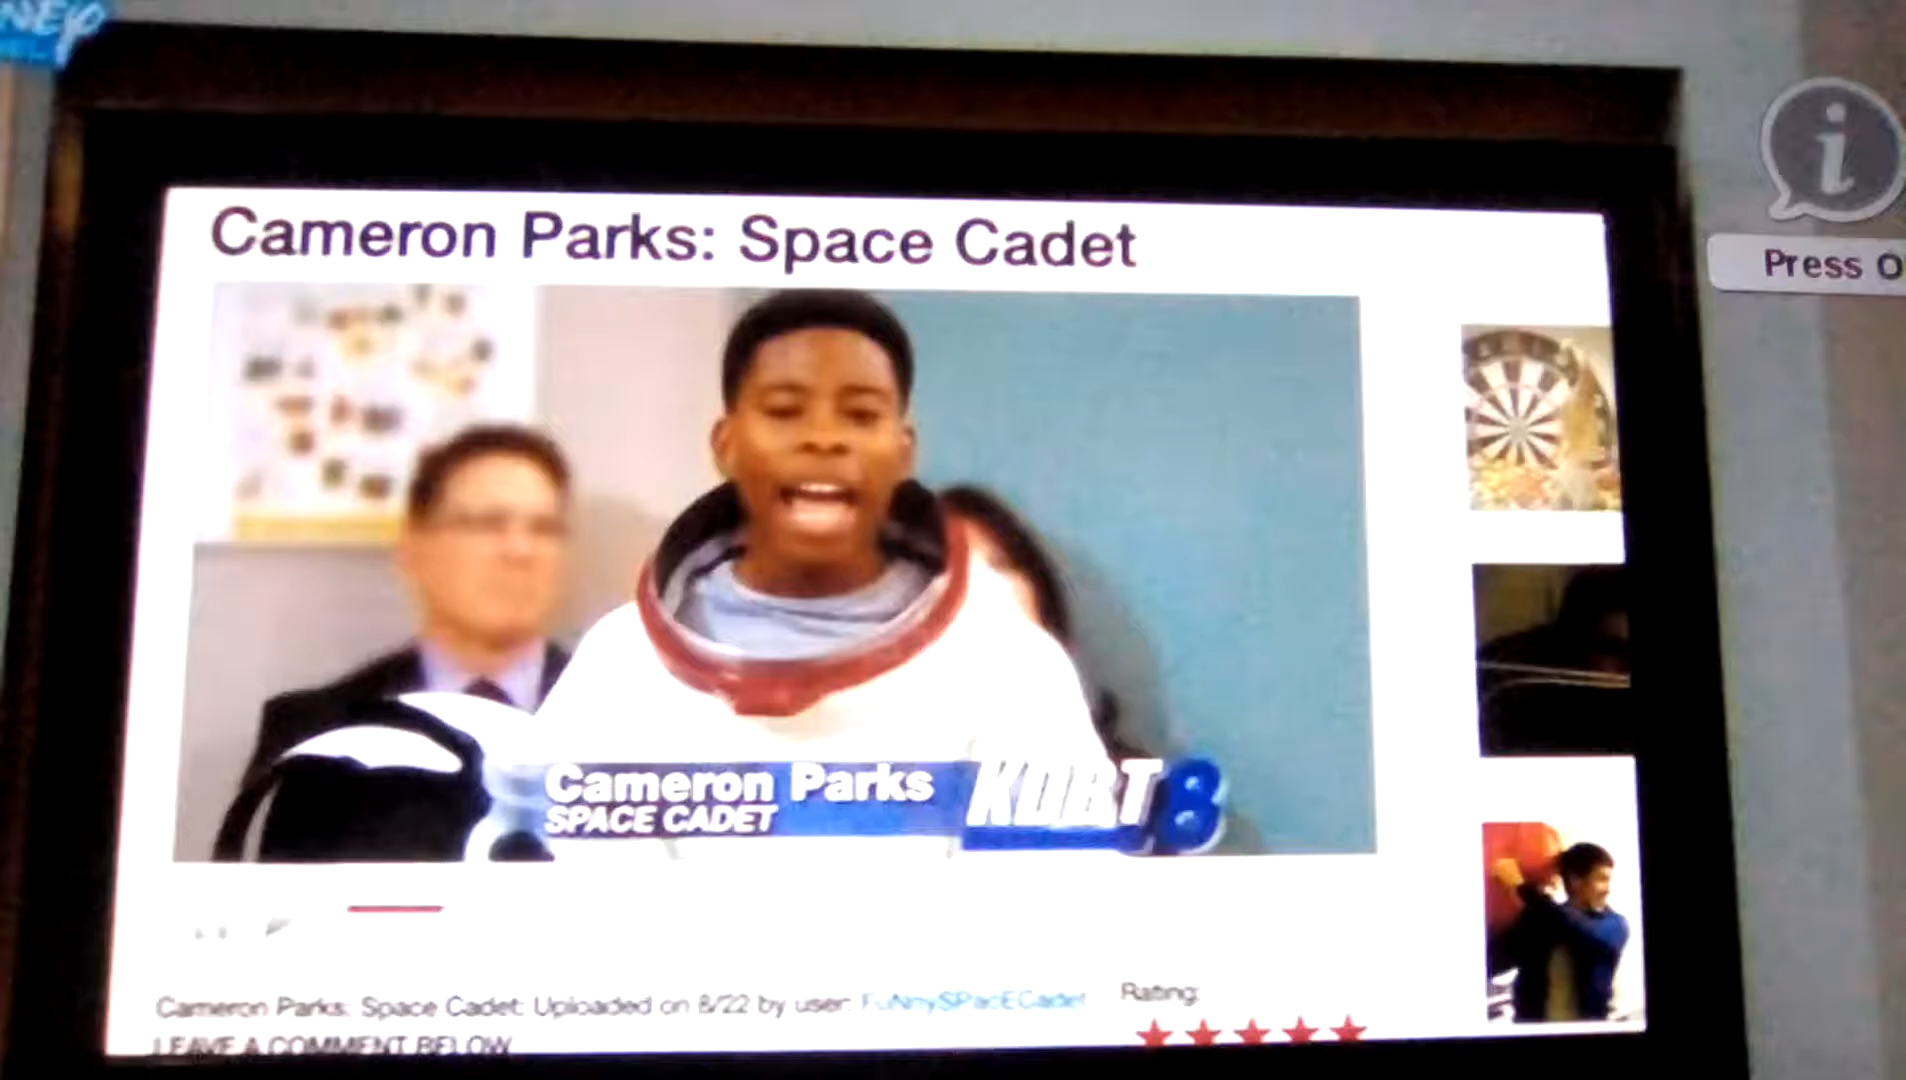 Cameron Parks: Space Cadet
Press O
Cameron Parks
SPACE CADET
8
Cameron Parks: Space Cadet: Uploaded on 8/22 by user: FuNnySPacECadet
Rating:
LEAVE A COMMENT BELOW